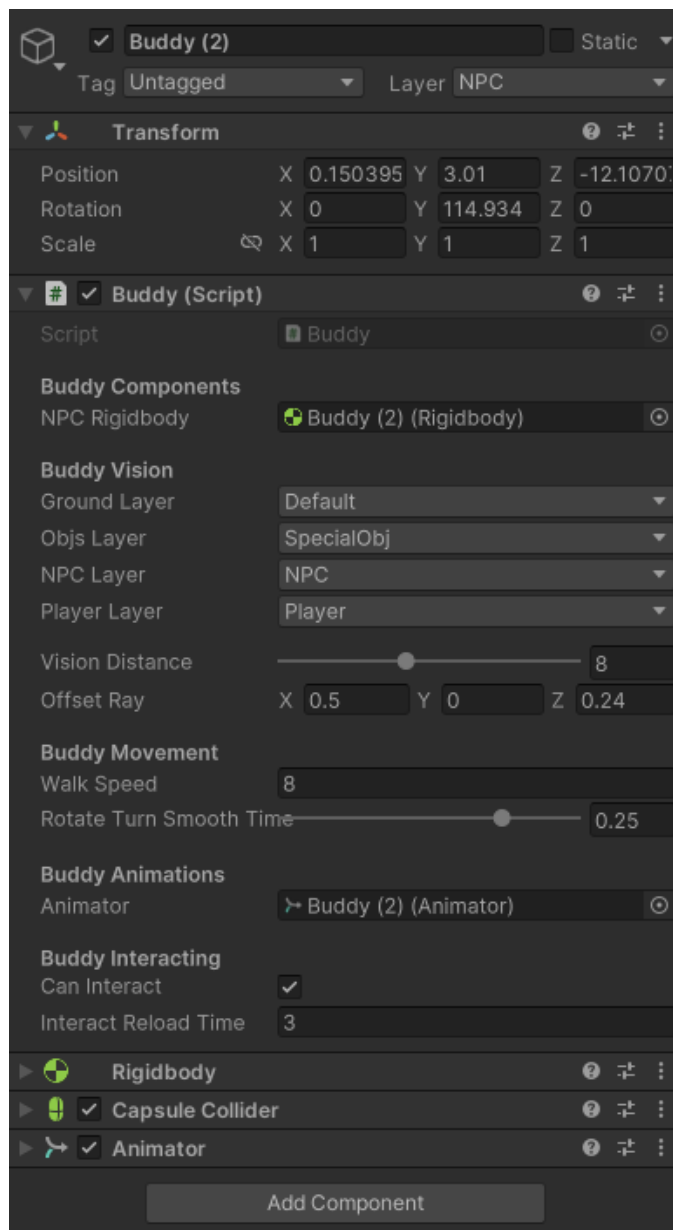 Buddy (2) Static
Tag Untagged Layer NPC
Transform
Position X 0.150395 Y 3.01 Z -12.1070
Rotation X 0 Y 114.934 Z 0
Scale X 1 Y 1 Z 1
# Buddy (Script)
Script # Buddy
Buddy Components
NPC Rigidbody Buddy (2) (Rigidbody)
Buddy Vision
Ground Layer Default
Objs Layer SpecialObj
NPC Layer NPC
Player Layer Player
Vision Distance 8
Offset Ray X 0.5 Y 0 Z 0.24
Buddy Movement
Walk Speed 8
Rotate Turn Smooth Time 0.25
Buddy Animations
Animator Buddy (2) (Animator)
Buddy Interacting
Can Interact
Interact Reload Time 3
Rigidbody
Capsule Collider
Animator
Add Component